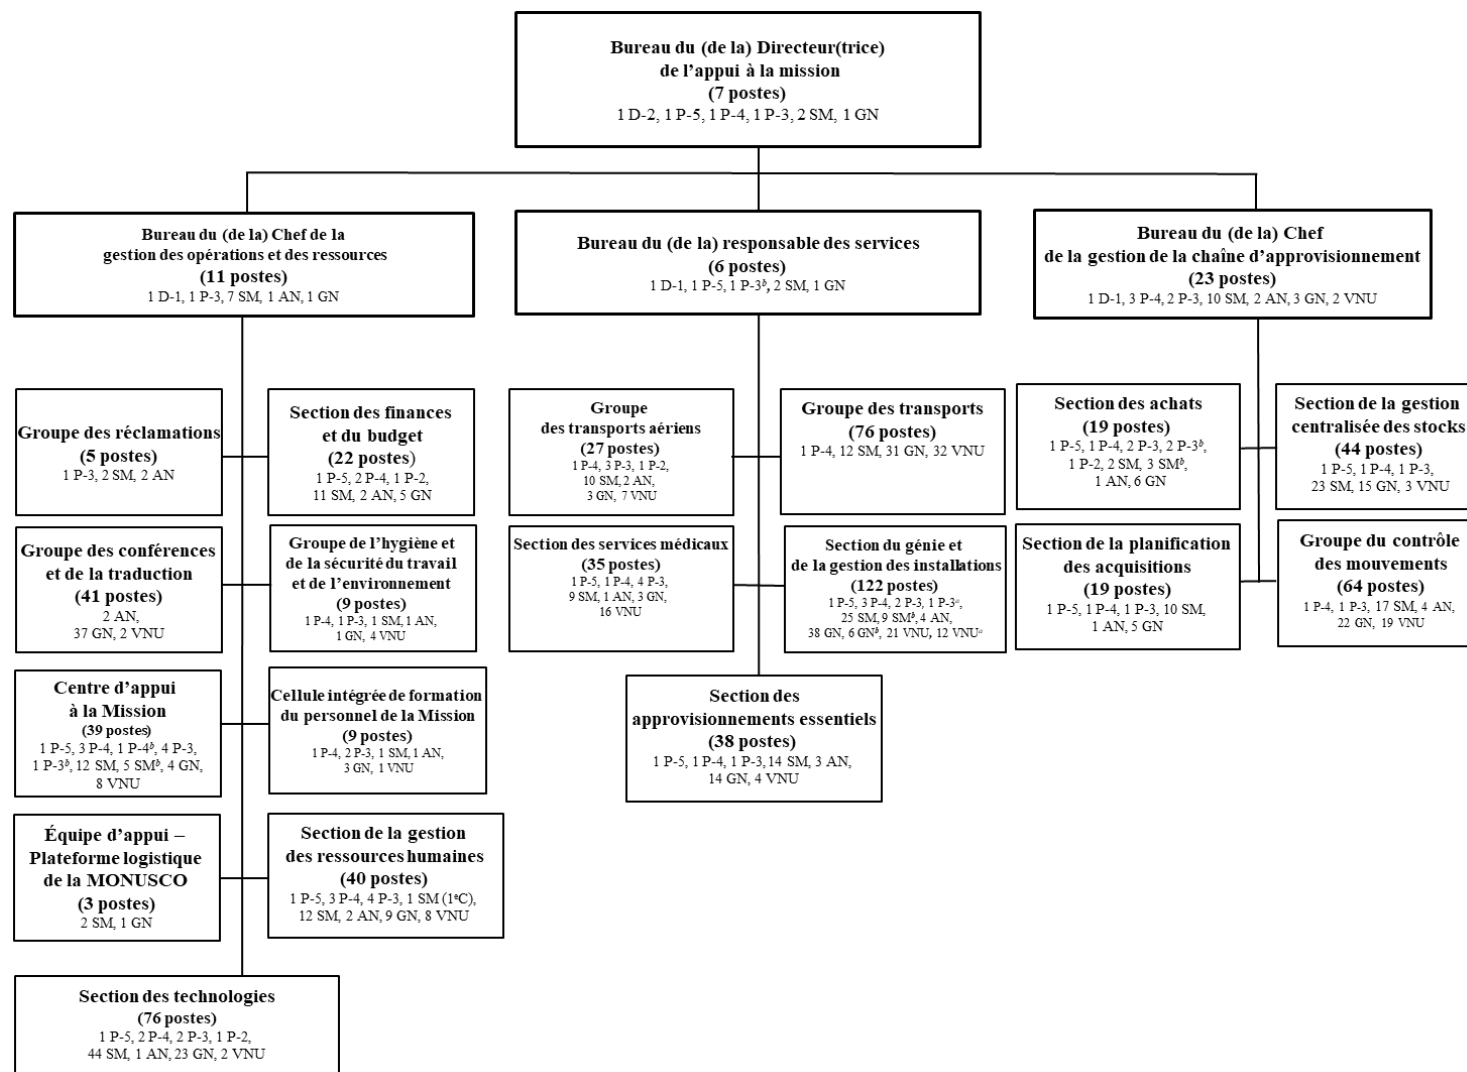 Bureau du (de la) Directeur(trice)
de l'appui à la mission
(7 postes)
1 D-2, 1 P-5, 1 P-4, 1 P-3, 2 SM, 1 GN
Bureau du (de la) Chef de la
gestion des opérations et des ressources
(11 postes)
1 D-1, 1 P-3, 7 SM, 1 AN, 1 GN
Bureau du (de la) responsable des services
(6 postes)
1 D-1, 1 P-5, 1 P-3ᵇ, 2 SM, 1 GN
Bureau du (de la) Chef
de la gestion de la chaîne d'approvisionnement
(23 postes)
1 D-1, 3 P-4, 2 P-3, 10 SM, 2 AN, 3 GN, 2 VNU
Groupe des réclamations
(5 postes)
1 P-3, 2 SM, 2 AN
Section des finances
et du budget
(22 postes)
1 P-5, 2 P-4, 1 P-2,
11 SM, 2 AN, 5 GN
Groupe
des transports aériens
(27 postes)
1 P-4, 3 P-3, 1 P-2,
10 SM, 2 AN,
3 GN, 7 VNU
Groupe des transports
(76 postes)
1 P-4, 12 SM, 31 GN, 32 VNU
Section des achats
(19 postes)
1 P-5, 1 P-4, 2 P-3, 2 P-3ᵇ,
1 P-2, 2 SM, 3 SMᵇ,
1 AN, 6 GN
Section de la gestion
centralisée des stocks
(44 postes)
1 P-5, 1 P-4, 1 P-3,
23 SM, 15 GN, 3 VNU
Groupe des conférences
et de la traduction
(41 postes)
2 AN,
37 GN, 2 VNU
Groupe de l'hygiène et
de la sécurité du travail
et de l'environnement
(9 postes)
1 P-4, 1 P-3, 1 SM, 1 AN,
1 GN, 4 VNU
Section des services médicaux
(35 postes)
1 P-5, 1 P-4, 4 P-3,
9 SM, 1 AN, 3 GN,
16 VNU
Section du génie et
de la gestion des installations
(122 postes)
1 P-5, 3 P-4, 2 P-3, 1 P-3ᵃ,
25 SM, 9 SMᵇ, 4 AN,
38 GN, 6 GNᵇ, 21 VNU, 12 VNUᵃ
Section de la planification
des acquisitions
(19 postes)
1 P-5, 1 P-4, 1 P-3, 10 SM,
1 AN, 5 GN
Groupe du contrôle
des mouvements
(64 postes)
1 P-4, 1 P-3, 17 SM, 4 AN,
22 GN, 19 VNU
Centre d'appui
à la Mission
(39 postes)
1 P-5, 3 P-4, 1 P-4ᵇ, 4 P-3,
1 P-3ᵇ, 12 SM, 5 SMᵇ, 4 GN,
8 VNU
Cellule intégrée de formation
du personnel de la Mission
(9 postes)
1 P-4, 2 P-3, 1 SM, 1 AN,
3 GN, 1 VNU
Section des
approvisionnements essentiels
(38 postes)
1 P-5, 1 P-4, 1 P-3, 14 SM, 3 AN,
14 GN, 4 VNU
Équipe d'appui –
Plateforme logistique
de la MONUSCO
(3 postes)
2 SM, 1 GN
Section de la gestion
des ressources humaines
(40 postes)
1 P-5, 3 P-4, 4 P-3, 1 SM (1ᵉC),
12 SM, 2 AN, 9 GN, 8 VNU
Section des technologies
(76 postes)
1 P-5, 2 P-4, 2 P-3, 1 P-2,
44 SM, 1 AN, 23 GN, 2 VNU